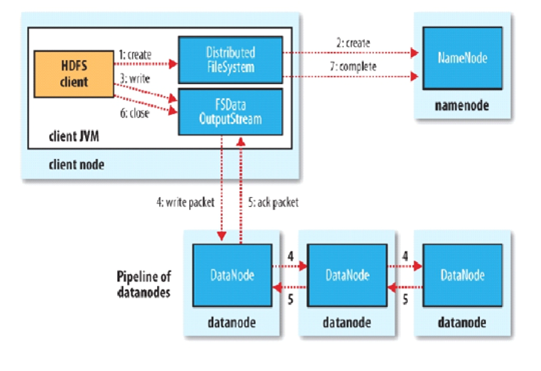 HDFS
client
1: create
3: write
6: close
Distributed
FileSystem
FSData
OutputStream
client JVM
client node
2: create
7: complete
NameNode
namenode
4: write packet
5: ack packet
Pipeline of
datanodes
DataNode
datanode
4
5
DataNode
datanode
4
5
DataNode
datanode